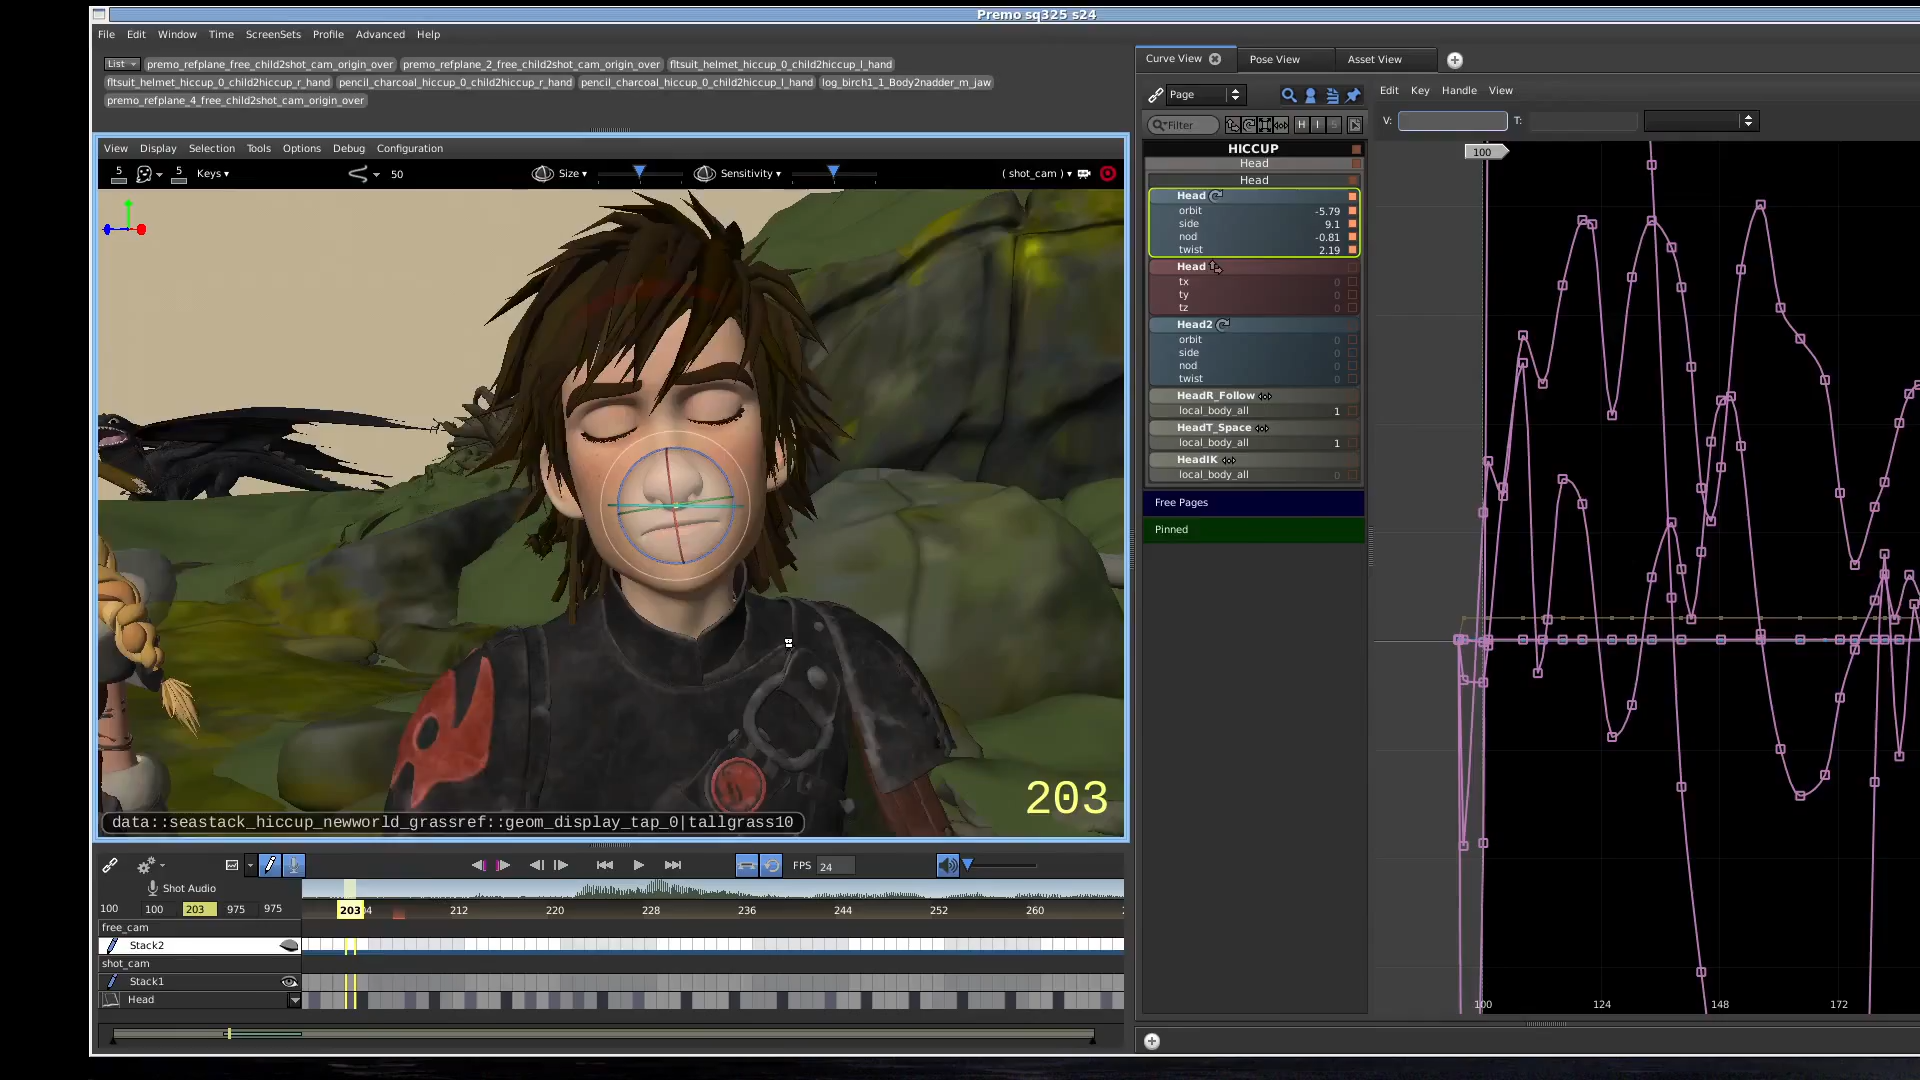 Premo sq325 s24
File Edit Window Time ScreenSets Profile Advanced Help
List premo_refplane_free_child2shot_cam_origin_over premo_refplane_2_free_child2shot_cam_origin_over fltsuit_helmet_hiccup_0_child2hiccup_l_hand
fltsuit_helmet_hiccup_0_child2hiccup_r_hand pencil_charcoal_hiccup_0_child2hiccup_r_hand pencil_charcoal_hiccup_0_child2hiccup_l_hand log_birch1_1_Body2nadder_m_jaw
premo_refplane_4_free_child2shot_cam_origin_over
View Display Selection Tools Options Debug Configuration
5 5 Keys 50 Size Sensitivity ( shot_cam )
203
data::seastack_hiccup_newworld_grassref::geom_display_tap_0|tallgrass10
FPS 24
Shot Audio
100 100 203 975 975 203 212 220 228 236 244 252 260
free_cam
Stack2
shot_cam
Stack1
Head
Curve View Pose View Asset View
Page
Filter H I S
HICCUP
Head
Head
Head
orbit -5.79
side 9.1
nod -0.81
twist 2.19
Head
tx 0
ty 0
tz 0
Head2
orbit 0
side 0
nod 0
twist 0
HeadR_Follow
local_body_all 1
HeadT_Space
local_body_all 1
HeadIK
local_body_all 0
Free Pages
Pinned
Edit Key Handle View
V: T:
100
100 124 148 172